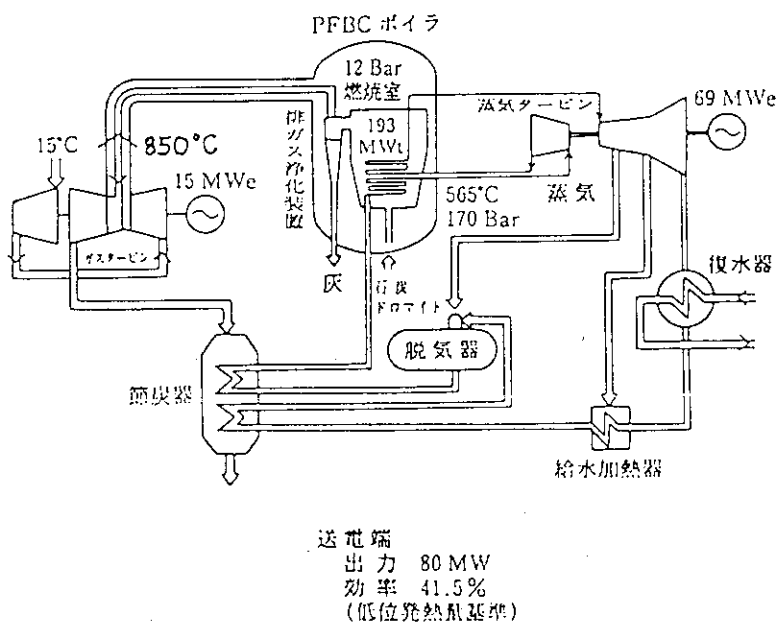 PFBC ボイラ
12 Bar
燃焼室
193
MWt
排ガス浄化装置
15°C
850°C
15 MWe
ガスタービン
蒸気タービン
69 MWe
565°C
170 Bar
蒸気
灰
石炭
ドロマイト
復水器
脱気器
節炭器
給水加熱器
送電端
出力 80 MW
効率 41.5%
(低位発熱量基準)